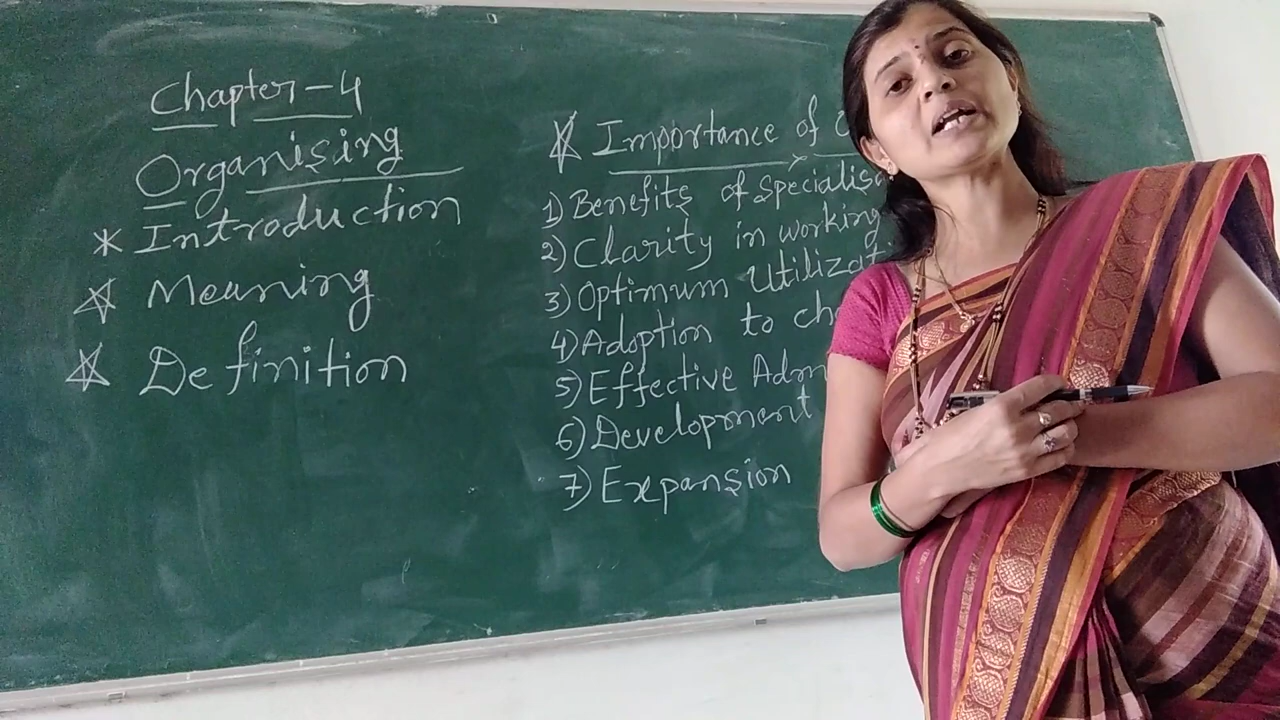 Chapter-4
Organising
* Introduction
* Meaning
* Definition
* Importance of
1) Benefits of Specialis
2) Clarity in working
3) Optimum Utilizat
4) Adoption to ch
5) Effective Adm
6) Development
7) Expansion